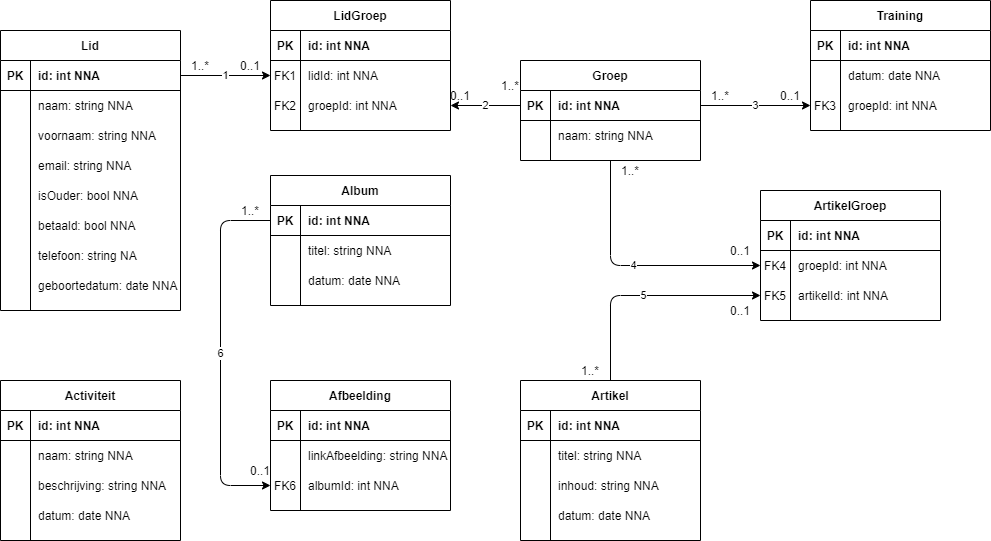 Lid
PK id: int NNA
naam: string NNA
voornaam: string NNA
email: string NNA
isOuder: bool NNA
betaald: bool NNA
telefoon: string NA
geboortedatum: date NNA
1..*
1
0..1
LidGroep
PK id: int NNA
FK1 lidId: int NNA
FK2 groepId: int NNA
0..1
2
1..*
Groep
PK id: int NNA
naam: string NNA
1..*
3
0..1
Training
PK id: int NNA
datum: date NNA
FK3 groepId: int NNA
1..*
4
0..1
ArtikelGroep
PK id: int NNA
FK4 groepId: int NNA
FK5 artikelId: int NNA
5
0..1
1..*
Album
PK id: int NNA
titel: string NNA
datum: date NNA
1..*
6
0..1
Activiteit
PK id: int NNA
naam: string NNA
beschrijving: string NNA
datum: date NNA
Afbeelding
PK id: int NNA
linkAfbeelding: string NNA
FK6 albumId: int NNA
Artikel
PK id: int NNA
titel: string NNA
inhoud: string NNA
datum: date NNA